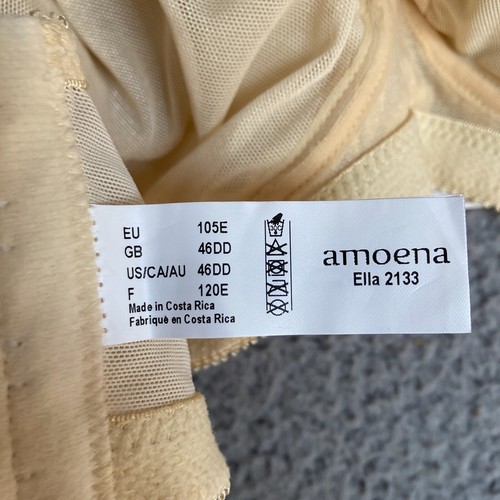 EU 105E
GB 46DD
US/CA/AU 46DD
F 120E
Made in Costa Rica
Fabriqué en Costa Rica
amoena
Ella 2133